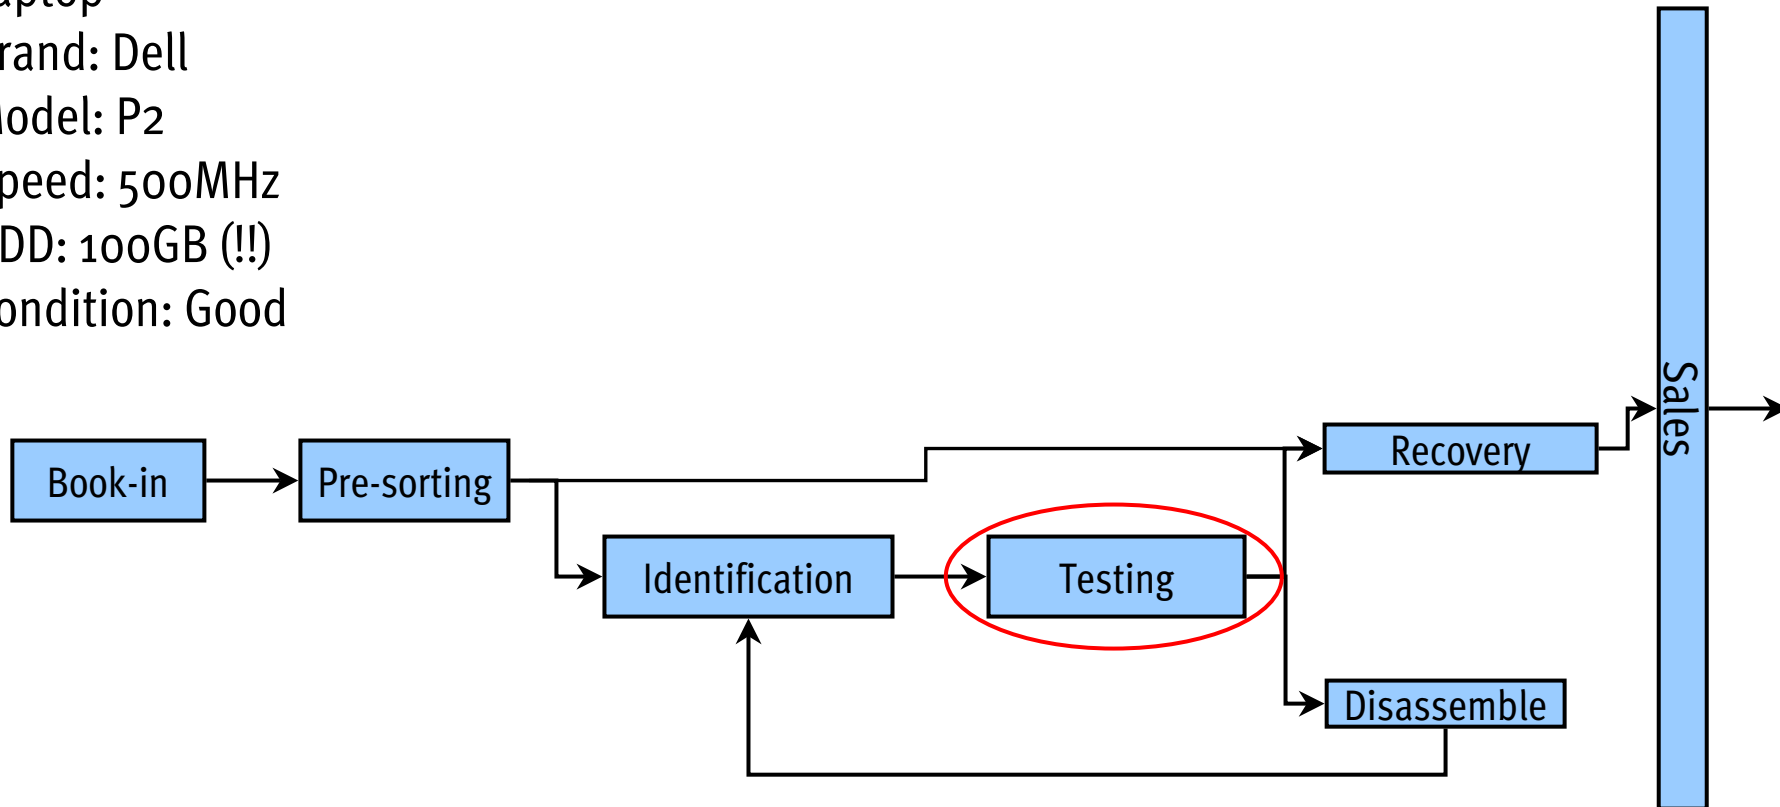 aptop
rand: Dell
odel: P2
peed: 500MHz
DD: 100GB (!!)
ondition: Good
Sales
Recovery
Book-in
Pre-sorting
Identification
Testing
Disassemble